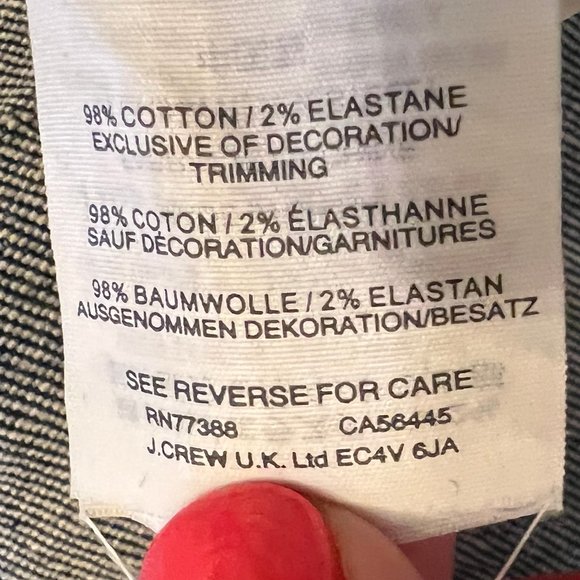 98% COTTON / 2% ELASTANE
EXCLUSIVE OF DECORATION/
TRIMMING
98% COTON / 2% ÉLASTHANNE
SAUF DÉCORATION/GARNITURES
98% BAUMWOLLE / 2% ELASTAN
AUSGENOMMEN DEKORATION/BESATZ
SEE REVERSE FOR CARE
RN77388 CA56445
J.CREW U.K. Ltd EC4V 6JA